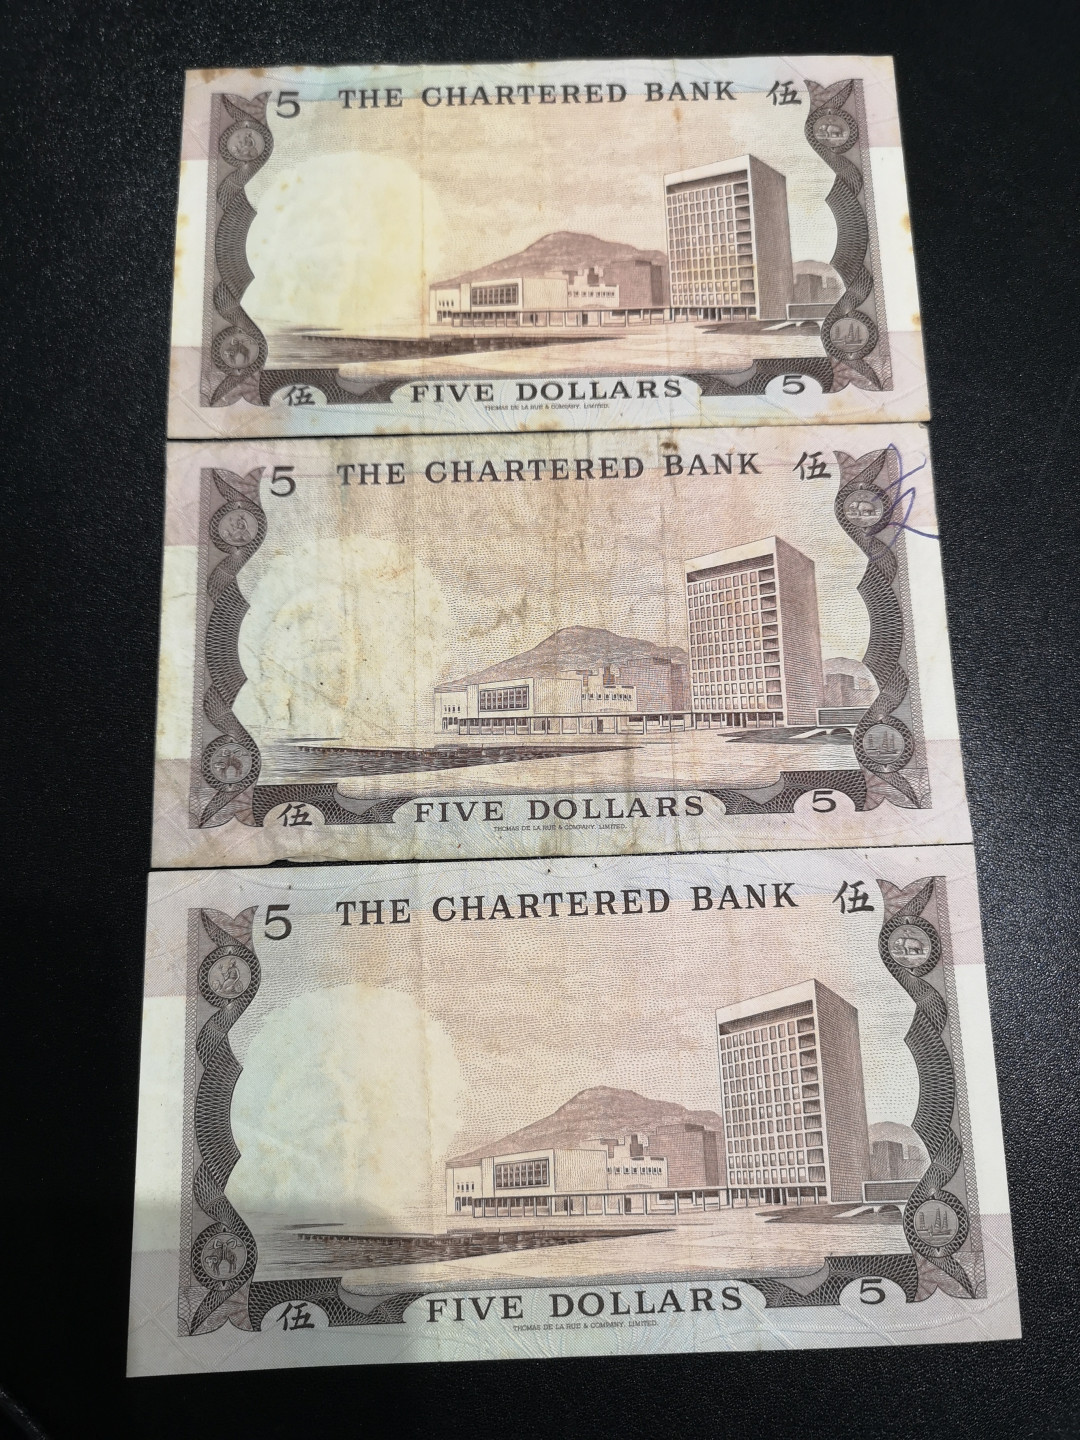 5 THE CHARTERED BANK 伍
伍 FIVE DOLLARS 5
THOMAS DE LA RUE & COMPANY, LIMITED.
5 THE CHARTERED BANK 伍
伍 FIVE DOLLARS 5
THOMAS DE LA RUE & COMPANY, LIMITED.
5 THE CHARTERED BANK 伍
伍 FIVE DOLLARS 5
THOMAS DE LA RUE & COMPANY, LIMITED.